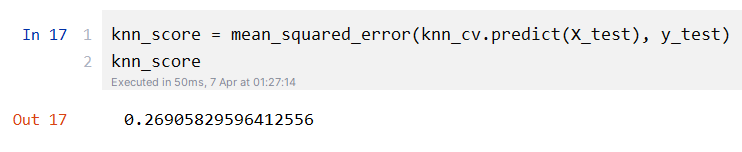 In 17 1 knn_score = mean_squared_error(knn_cv.predict(X_test), y_test)
2 knn_score
Executed in 50ms, 7 Apr at 01:27:14
Out 17 0.26905829596412556